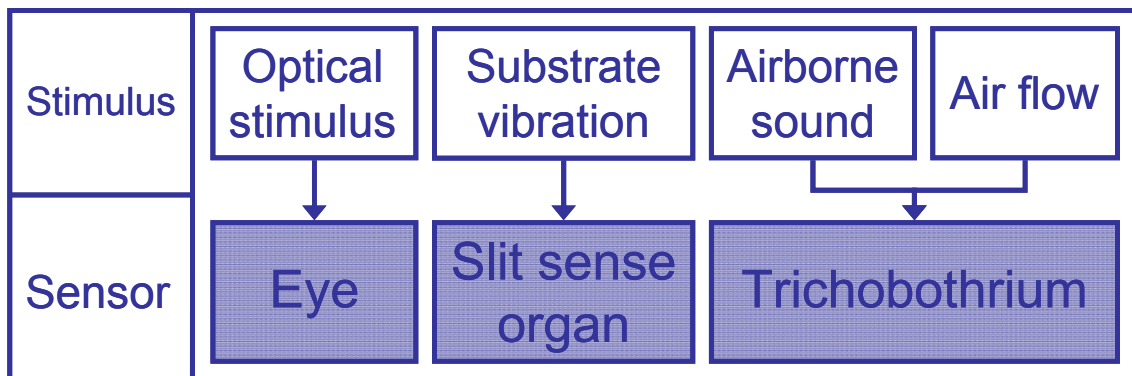 Stimulus
Optical
stimulus
Substrate
vibration
Airborne
sound
Air flow
Sensor
Eye
Slit sense
organ
Trichobothrium